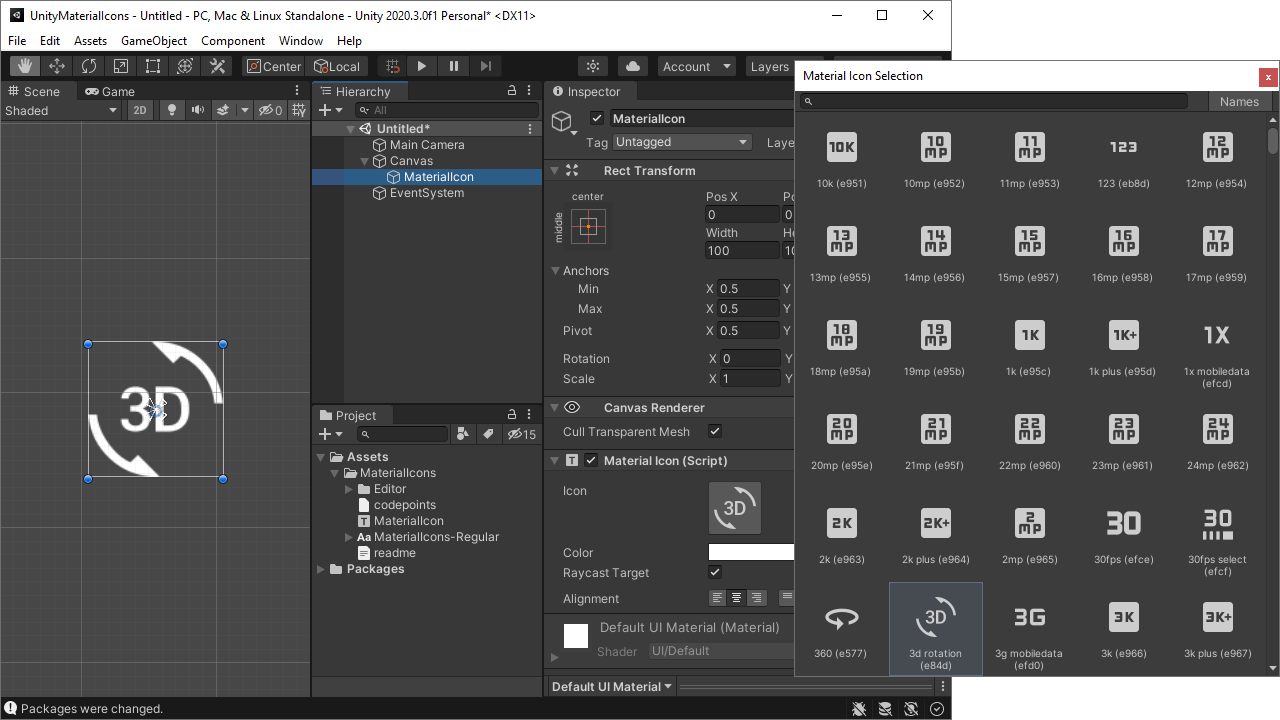 UnityMaterialIcons - Untitled - PC, Mac & Linux Standalone - Unity 2020.3.0f1 Personal* <DX11>
File Edit Assets GameObject Component Window Help
Center Local Account Layers
Scene Game
Shaded 2D 0
3D
Hierarchy
All
Untitled*
Main Camera
Canvas
MaterialIcon
EventSystem
Project
15
Assets
MaterialIcons
Editor
codepoints
MaterialIcon
Aa MaterialIcons-Regular
readme
Packages
Inspector
MaterialIcon
Tag Untagged Laye
Rect Transform
center
middle
Pos X Po
0 0
Width He
100 10
Anchors
Min X 0.5 Y
Max X 0.5 Y
Pivot X 0.5 Y
Rotation X 0 Y
Scale X 1 Y
Canvas Renderer
Cull Transparent Mesh
T Material Icon (Script)
Icon 3D
Color
Raycast Target
Alignment
Default UI Material (Material)
Shader UI/Default
Default UI Material
Packages were changed.
Material Icon Selection
x
Names
10K 10 MP 11 MP 123 12 MP
10k (e951) 10mp (e952) 11mp (e953) 123 (eb8d) 12mp (e954)
13 MP 14 MP 15 MP 16 MP 17 MP
13mp (e955) 14mp (e956) 15mp (e957) 16mp (e958) 17mp (e959)
18 MP 19 MP 1K 1K+ 1X
18mp (e95a) 19mp (e95b) 1k (e95c) 1k plus (e95d) 1x mobiledata (efcd)
20 MP 21 MP 22 MP 23 MP 24 MP
20mp (e95e) 21mp (e95f) 22mp (e960) 23mp (e961) 24mp (e962)
2K 2K+ 2 MP 30 30
2k (e963) 2k plus (e964) 2mp (e965) 30fps (efce) 30fps select (efcf)
3D 3G 3K 3K+
360 (e577) 3d rotation (e84d) 3g mobiledata (efd0) 3k (e966) 3k plus (e967)